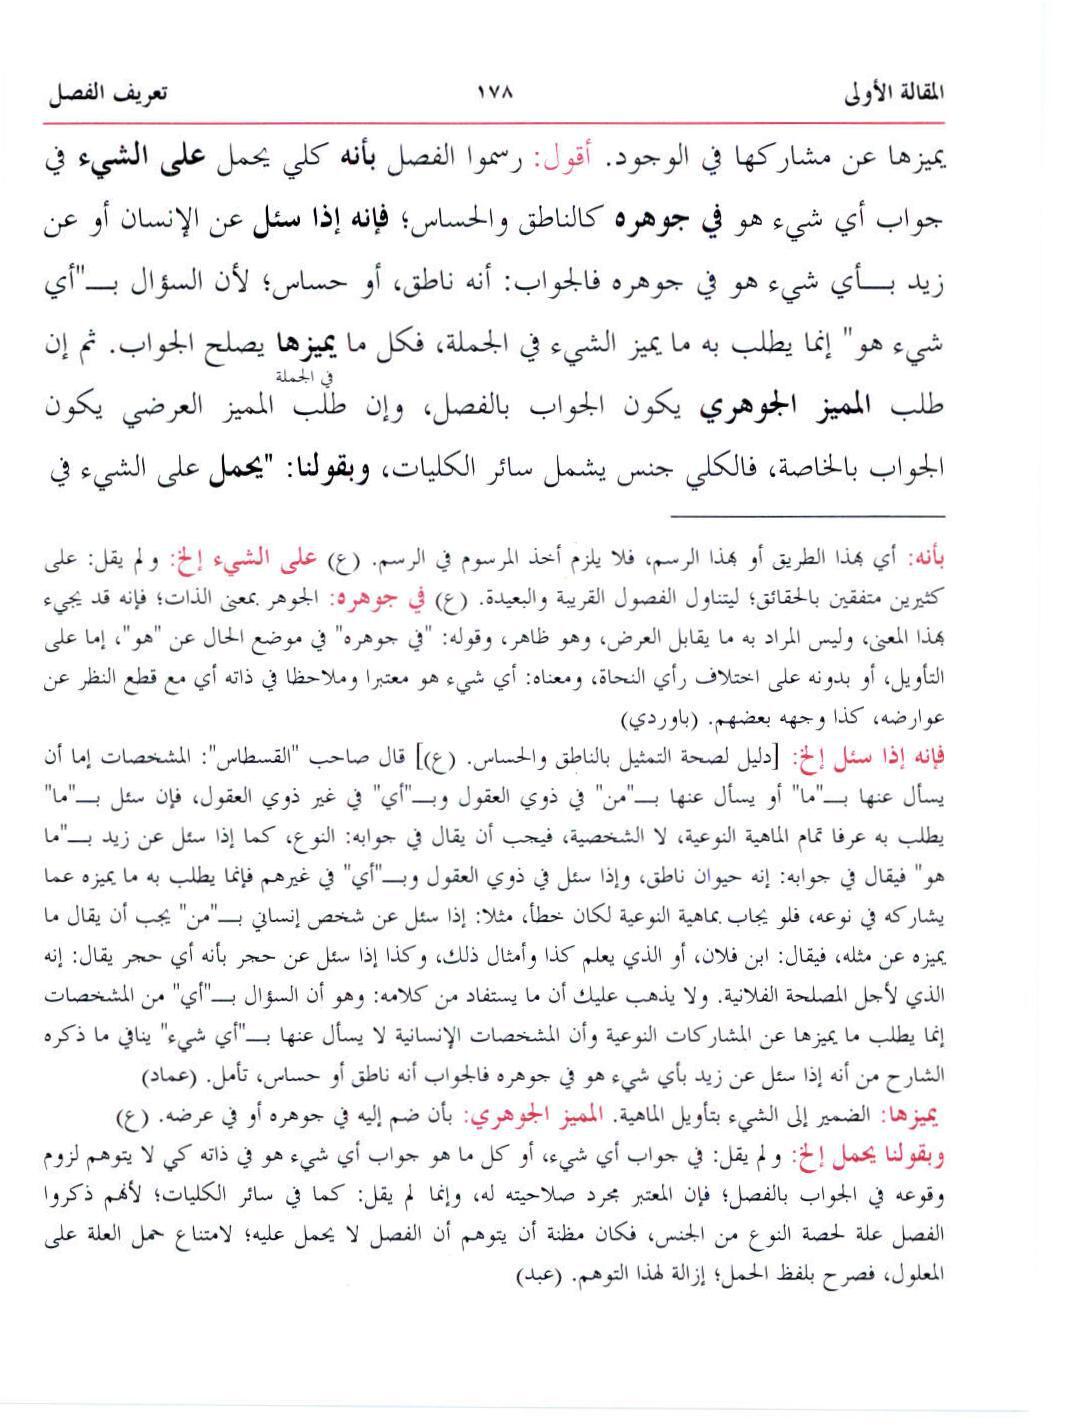 المقالة الأولى ١٧٨ تعريف الفصل
يميزها عن مشاركها في الوجود. أقول: رسموا الفصل بأنه كلي يحمل على الشيء في
جواب أي شيء هو في جوهره كالناطق والحساس؛ فإنه إذا سئل عن الإنسان أو عن
زيد بـــأي شيء هو في جوهره فالجواب: أنه ناطق، أو حساس؛ لأن السؤال بــ"أي
شيء هو" إنما يطلب به ما يميز الشيء في الجملة، فكل ما يميزها يصلح الجواب. ثم إن
في الجملة
طلب المميز الجوهري يكون الجواب بالفصل، وإن طلب المميز العرضي يكون
الجواب بالخاصة، فالكلي جنس يشمل سائر الكليات، وبقولنا: "يحمل على الشيء في
بأنه: أي بهذا الطريق أو بهذا الرسم، فلا يلزم أخذ المرسوم في الرسم. (ع) على الشيء إلخ: ولم يقل: على
كثيرين متفقين بالحقائق؛ ليتناول الفصول القريبة والبعيدة. (ع) في جوهره: الجوهر بمعنى الذات؛ فإنه قد يجيء
بهذا المعنى، وليس المراد به ما يقابل العرض، وهو ظاهر، وقوله: "في جوهره" في موضع الحال عن "هو"، إما على
التأويل، أو بدونه على اختلاف رأي النحاة، ومعناه: أي شيء هو معتبرا وملاحظا في ذاته أي مع قطع النظر عن
عوارضه، كذا وجهه بعضهم. (باوردي)
فإنه إذا سئل إلخ: [دليل لصحة التمثيل بالناطق والحساس. (ع)] قال صاحب "القسطاس": المشخصات إما أن
يسأل عنها بــ"ما" أو يسأل عنها بــ"من" في ذوي العقول وبــ"أي" في غير ذوي العقول، فإن سئل بــ"ما"
يطلب به عرفا تمام الماهية النوعية، لا الشخصية، فيجب أن يقال في جوابه: النوع، كما إذا سئل عن زيد بــ"ما
هو" فيقال في جوابه: إنه حيوان ناطق، وإذا سئل في ذوي العقول وبــ"أي" في غيرهم فإنما يطلب به ما يميزه عما
يشاركه في نوعه، فلو يجاب بماهية النوعية لكان خطأ، مثلا: إذا سئل عن شخص إنساني بــ"من" يجب أن يقال ما
يميزه عن مثله، فيقال: ابن فلان، أو الذي يعلم كذا وأمثال ذلك، وكذا إذا سئل عن حجر بأنه أي حجر يقال: إنه
الذي لأجل المصلحة الفلانية. ولا يذهب عليك أن ما يستفاد من كلامه: وهو أن السؤال بــ"أي" من المشخصات
إنما يطلب ما يميزها عن المشاركات النوعية وأن المشخصات الإنسانية لا يسأل عنها بــ"أي شيء" ينافي ما ذكره
الشارح من أنه إذا سئل عن زيد بأي شيء هو في جوهره فالجواب أنه ناطق أو حساس، تأمل. (عماد)
يميزها: الضمير إلى الشيء بتأويل الماهية. المميز الجوهري: بأن ضم إليه في جوهره أو في عرضه. (ع)
وبقولنا يحمل إلخ: ولم يقل: في جواب أي شيء، أو كل ما هو جواب أي شيء هو في ذاته كي لا يتوهم لزوم
وقوعه في الجواب بالفصل؛ فإن المعتبر مجرد صلاحيته له، وإنما لم يقل: كما في سائر الكليات؛ لأنهم ذكروا
الفصل علة لحصة النوع من الجنس، فكان مظنة أن يتوهم أن الفصل لا يحمل عليه؛ لامتناع حمل العلة على
المعلول، فصرح بلفظ الحمل؛ إزالة لهذا التوهم. (عبد)